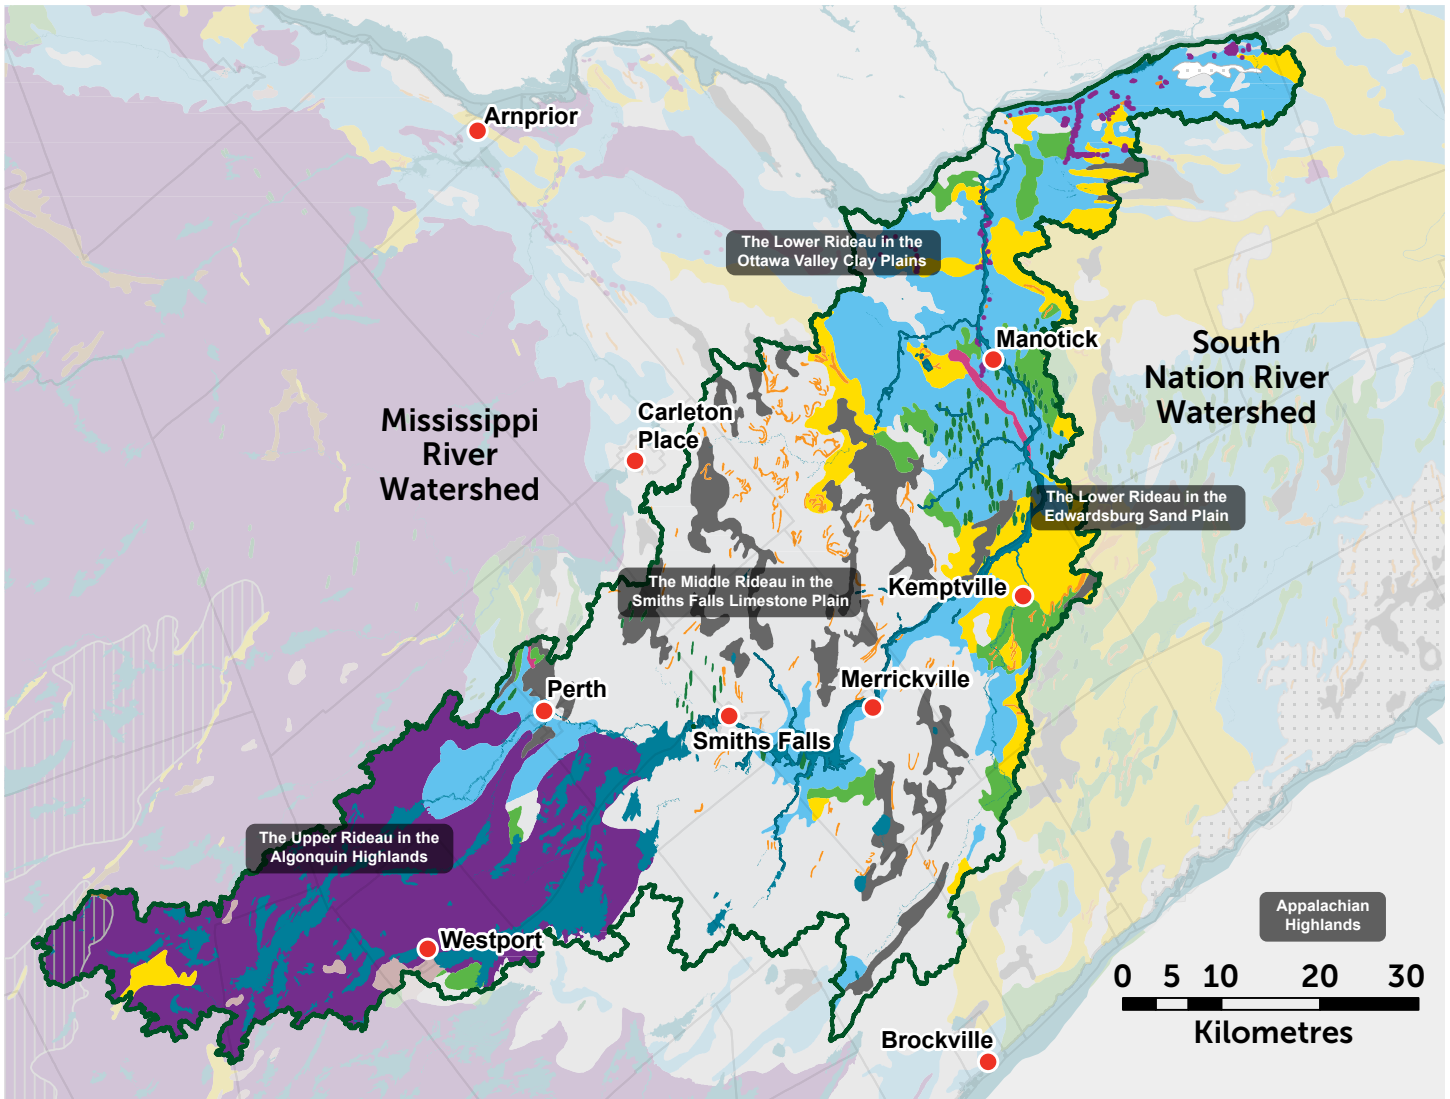 Arnprior
The Lower Rideau in the
Ottawa Valley Clay Plains
Manotick
South
Nation River
Watershed
Mississippi
River
Watershed
Carleton
Place
The Lower Rideau in the
Edwardsburg Sand Plain
The Middle Rideau in the
Smiths Falls Limestone Plain
Kemptville
Perth
Merrickville
Smiths Falls
The Upper Rideau in the
Algonquin Highlands
Westport
Appalachian
Highlands
0 5 10 20 30
Kilometres
Brockville